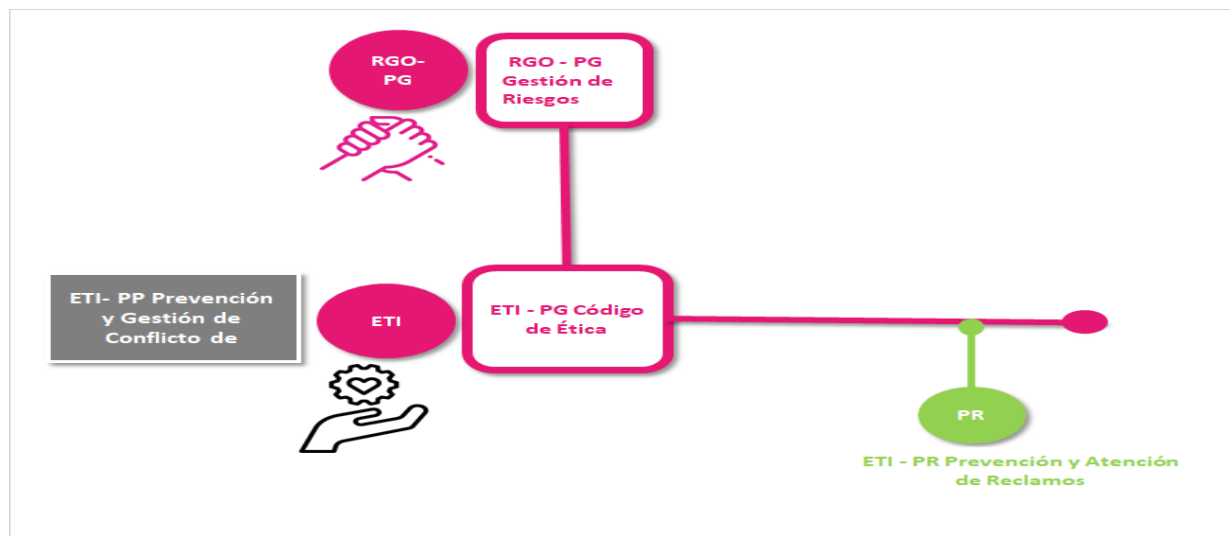 RGO-
PG
RGO - PG
Gestión de
Riesgos
ETI- PP Prevención
y Gestión de
Conflicto de
ETI
ETI - PG Código
de Ética
PR
ETI - PR Prevención y Atención
de Reclamos